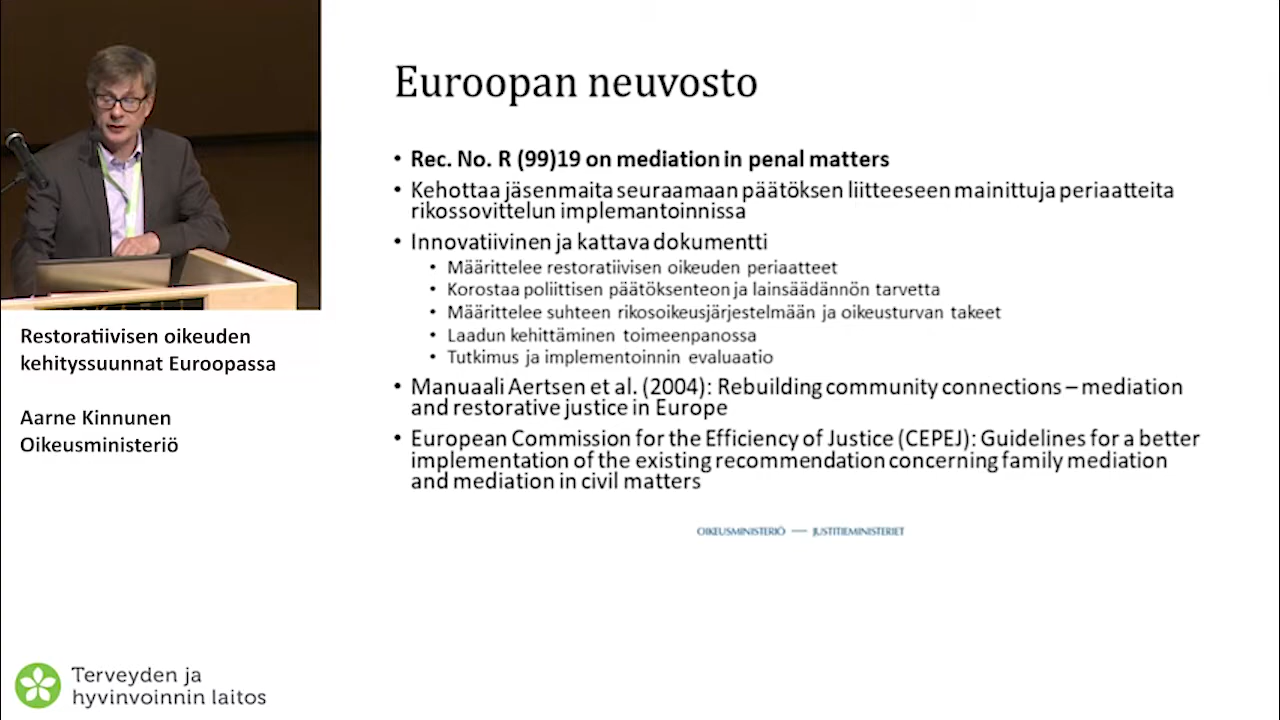 Euroopan neuvosto
• Rec. No. R (99)19 on mediation in penal matters
• Kehottaa jäsenmaita seuraamaan päätöksen liitteeseen mainittuja periaatteita
rikossovittelun implemantoinnissa
• Innovatiivinen ja kattava dokumentti
• Määrittelee restoratiivisen oikeuden periaatteet
• Korostaa poliittisen päätöksenteon ja lainsäädännön tarvetta
• Määrittelee suhteen rikosoikeusjärjestelmään ja oikeusturvan takeet
• Laadun kehittäminen toimeenpanossa
• Tutkimus ja implementoinnin evaluaatio
• Manuaali Aertsen et al. (2004): Rebuilding community connections – mediation
and restorative justice in Europe
• European Commission for the Efficiency of Justice (CEPEJ): Guidelines for a better
implementation of the existing recommendation concerning family mediation
and mediation in civil matters
OIKEUSMINISTERIÖ — JUSTITIEMINISTERIET
Restoratiivisen oikeuden
kehityssuunnat Euroopassa
Aarne Kinnunen
Oikeusministeriö
Terveyden ja
hyvinvoinnin laitos